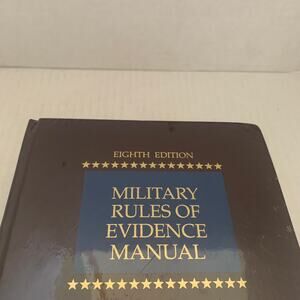 EIGHTH EDITION
MILITARY
RULES OF
EVIDENCE
MANUAL